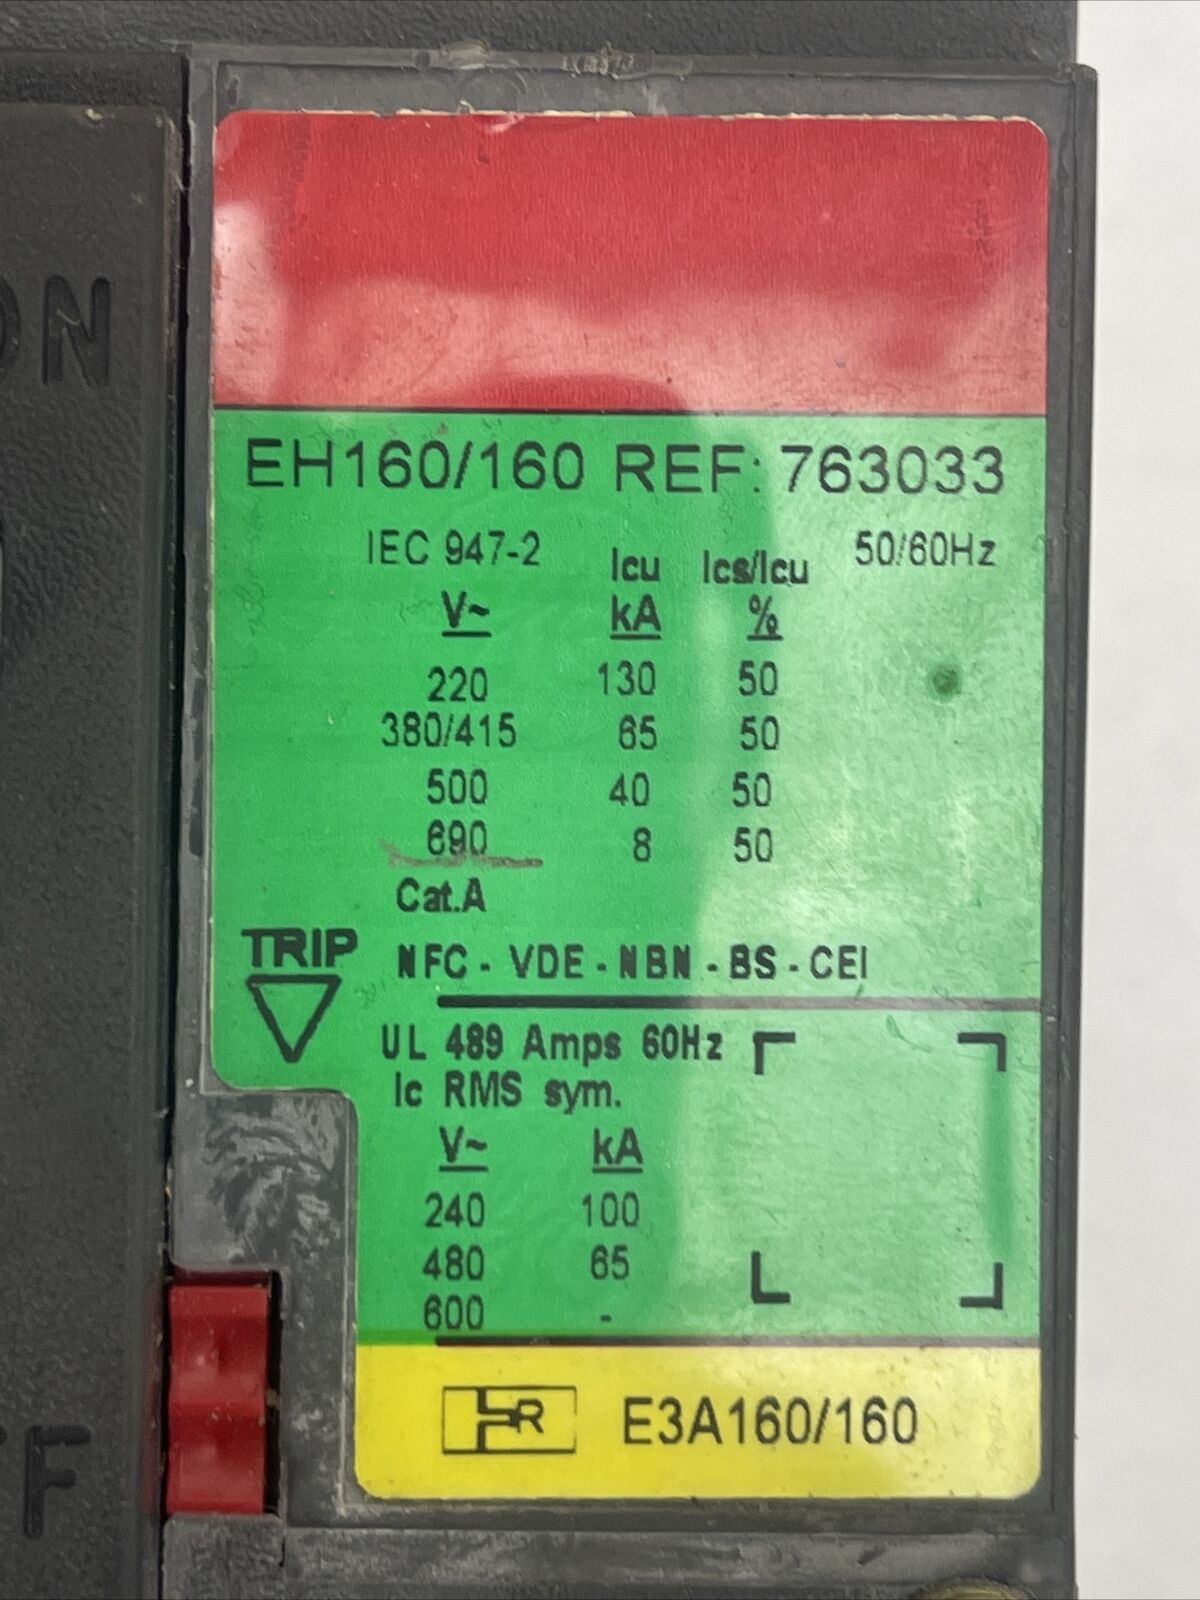 ON
EH160/160 REF: 763033
IEC 947-2 Icu Ics/Icu 50/60Hz
V~ kA %
220 130 50
380/415 65 50
500 40 50
690 8 50
Cat.A
TRIP
NFC - VDE - NBN - BS - CEI
UL 489 Amps 60Hz
Ic RMS sym.
V~ kA
240 100
480 65
600 -
R E3A160/160
F